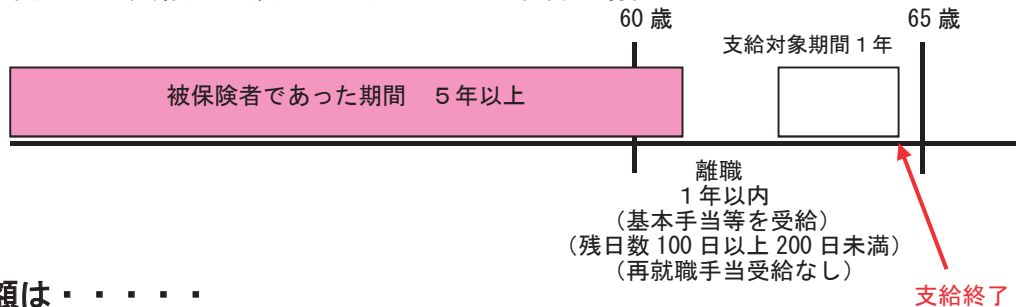 60 歳
65 歳
支給対象期間１年
被保険者であった期間　５年以上
離職
１年以内
（基本手当等を受給）
（残日数 100 日以上 200 日未満）
（再就職手当受給なし）
額は・・・・・
支給終了